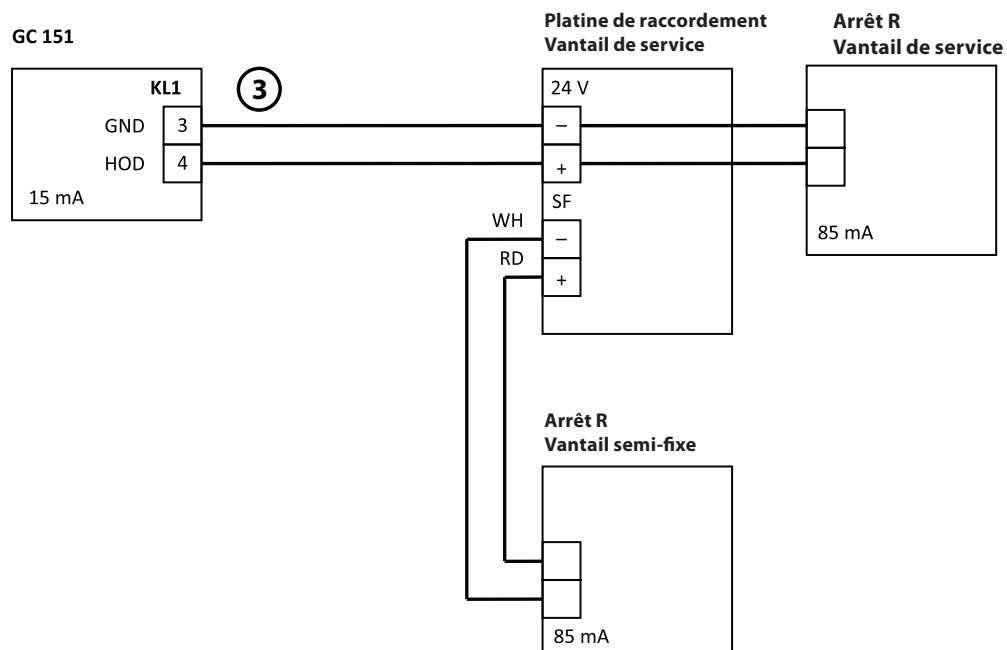 GC 151
KL1
GND 3
HOD 4
15 mA
3
Platine de raccordement
Vantail de service
24 V
–
+
SF
WH –
RD +
Arrêt R
Vantail de service
85 mA
Arrêt R
Vantail semi-fixe
85 mA